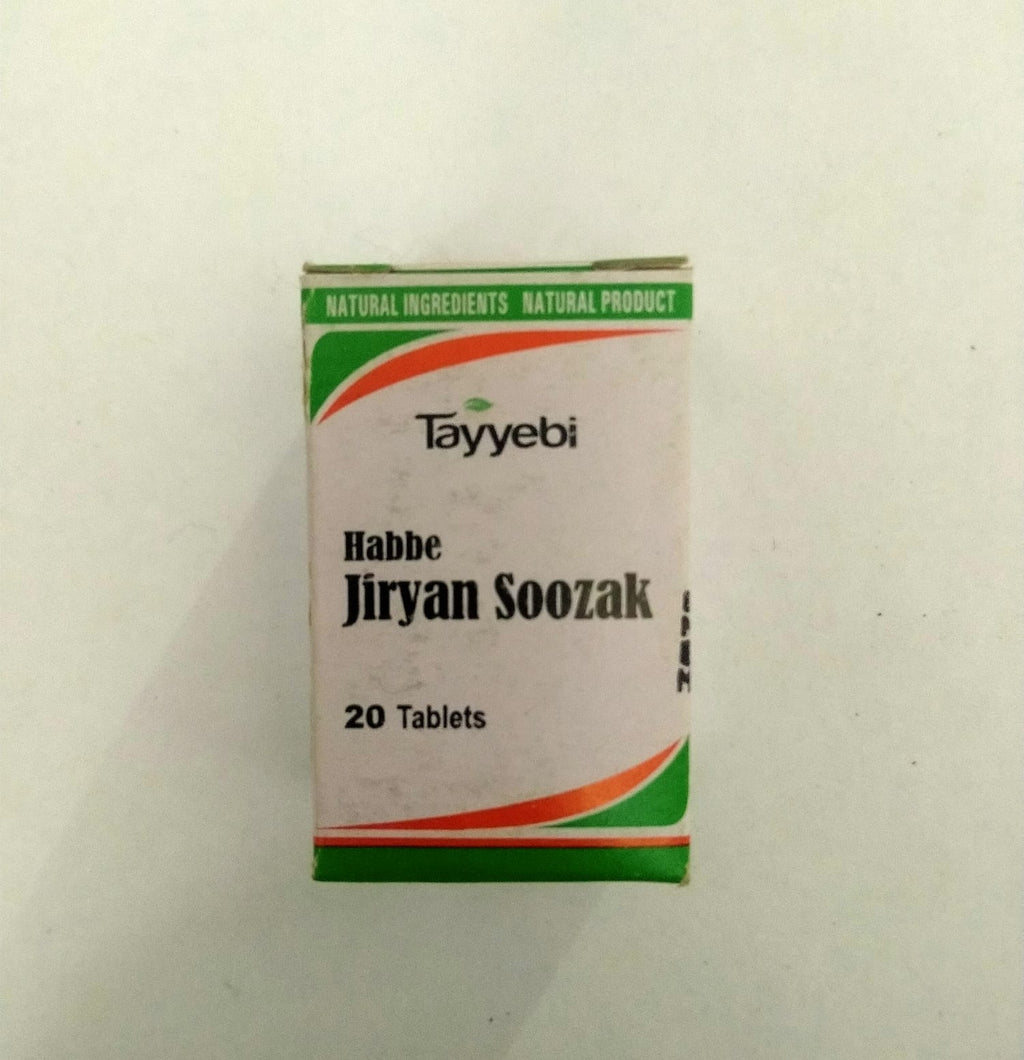 NATURAL INGREDIENTS NATURAL PRODUCT
Tayyebi
Habbe
Jiryan Soozak
20 Tablets